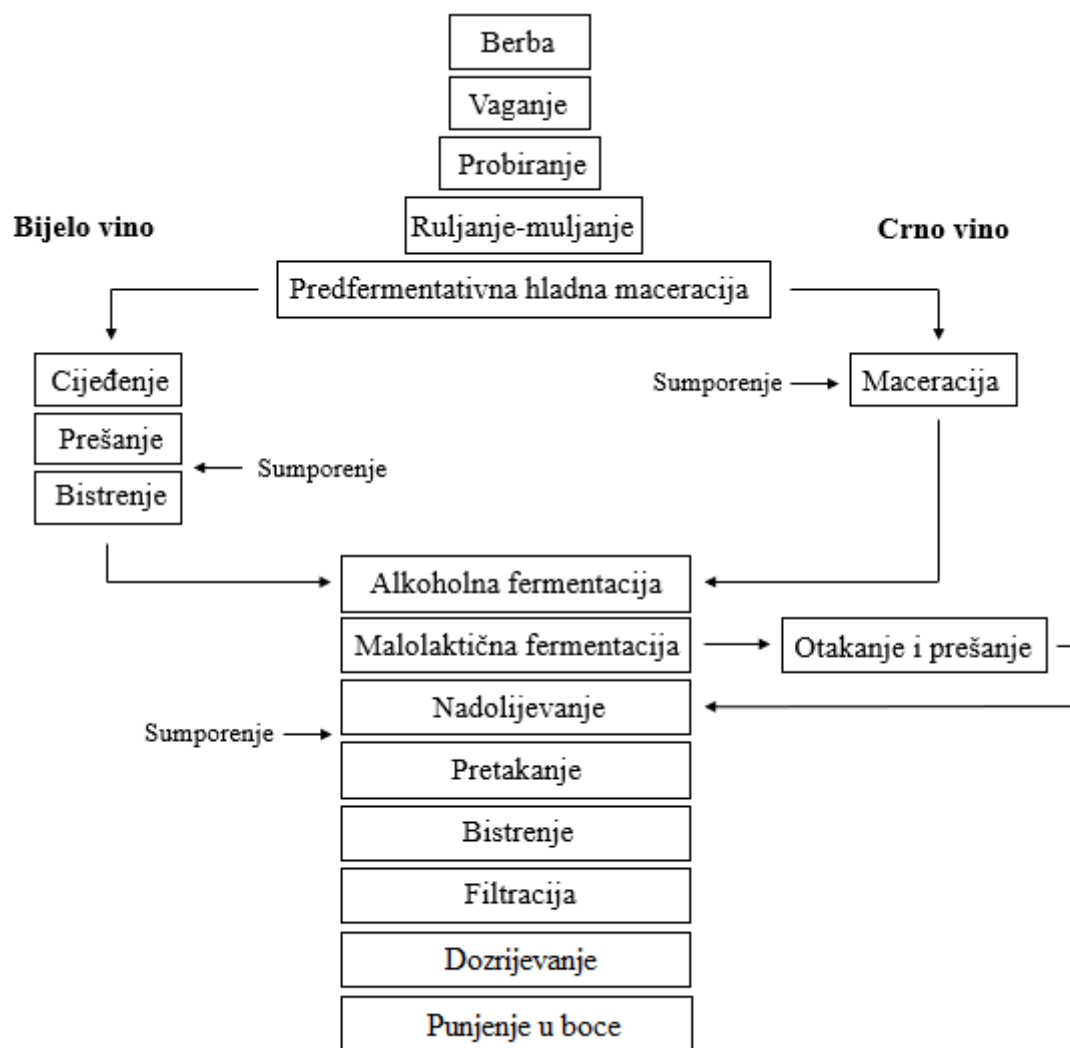 Berba
Vaganje
Probiranje
Bijelo vino
Ruljanje-muljanje
Crno vino
Predfermentativna hladna maceracija
Cijeđenje
Sumporenje
Maceracija
Prešanje
Sumporenje
Bistrenje
Alkoholna fermentacija
Malolaktična fermentacija
Otakanje i prešanje
Nadolijevanje
Sumporenje
Pretakanje
Bistrenje
Filtracija
Dozrijevanje
Punjenje u boce